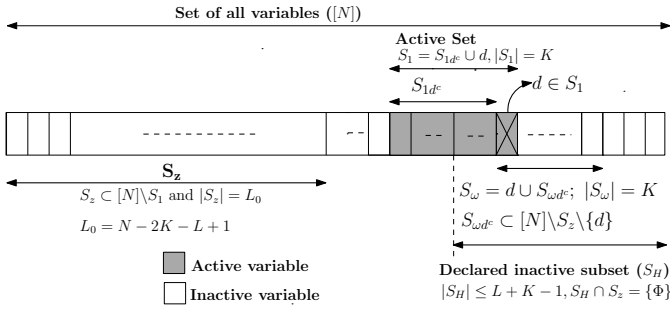 Set of all variables ([N])
Active Set
S_1 = S_{1d^c} ∪ d, |S_1| = K
S_{1d^c}
d ∈ S_1
S_z
S_z ⊂ [N]\S_1 and |S_z| = L_0
L_0 = N − 2K − L + 1
S_ω = d ∪ S_{ωd^c}; |S_ω| = K
S_{ωd^c} ⊂ [N]\S_z\{d}
Active variable
Inactive variable
Declared inactive subset (S_H)
|S_H| ≤ L + K − 1, S_H ∩ S_z = {Φ}